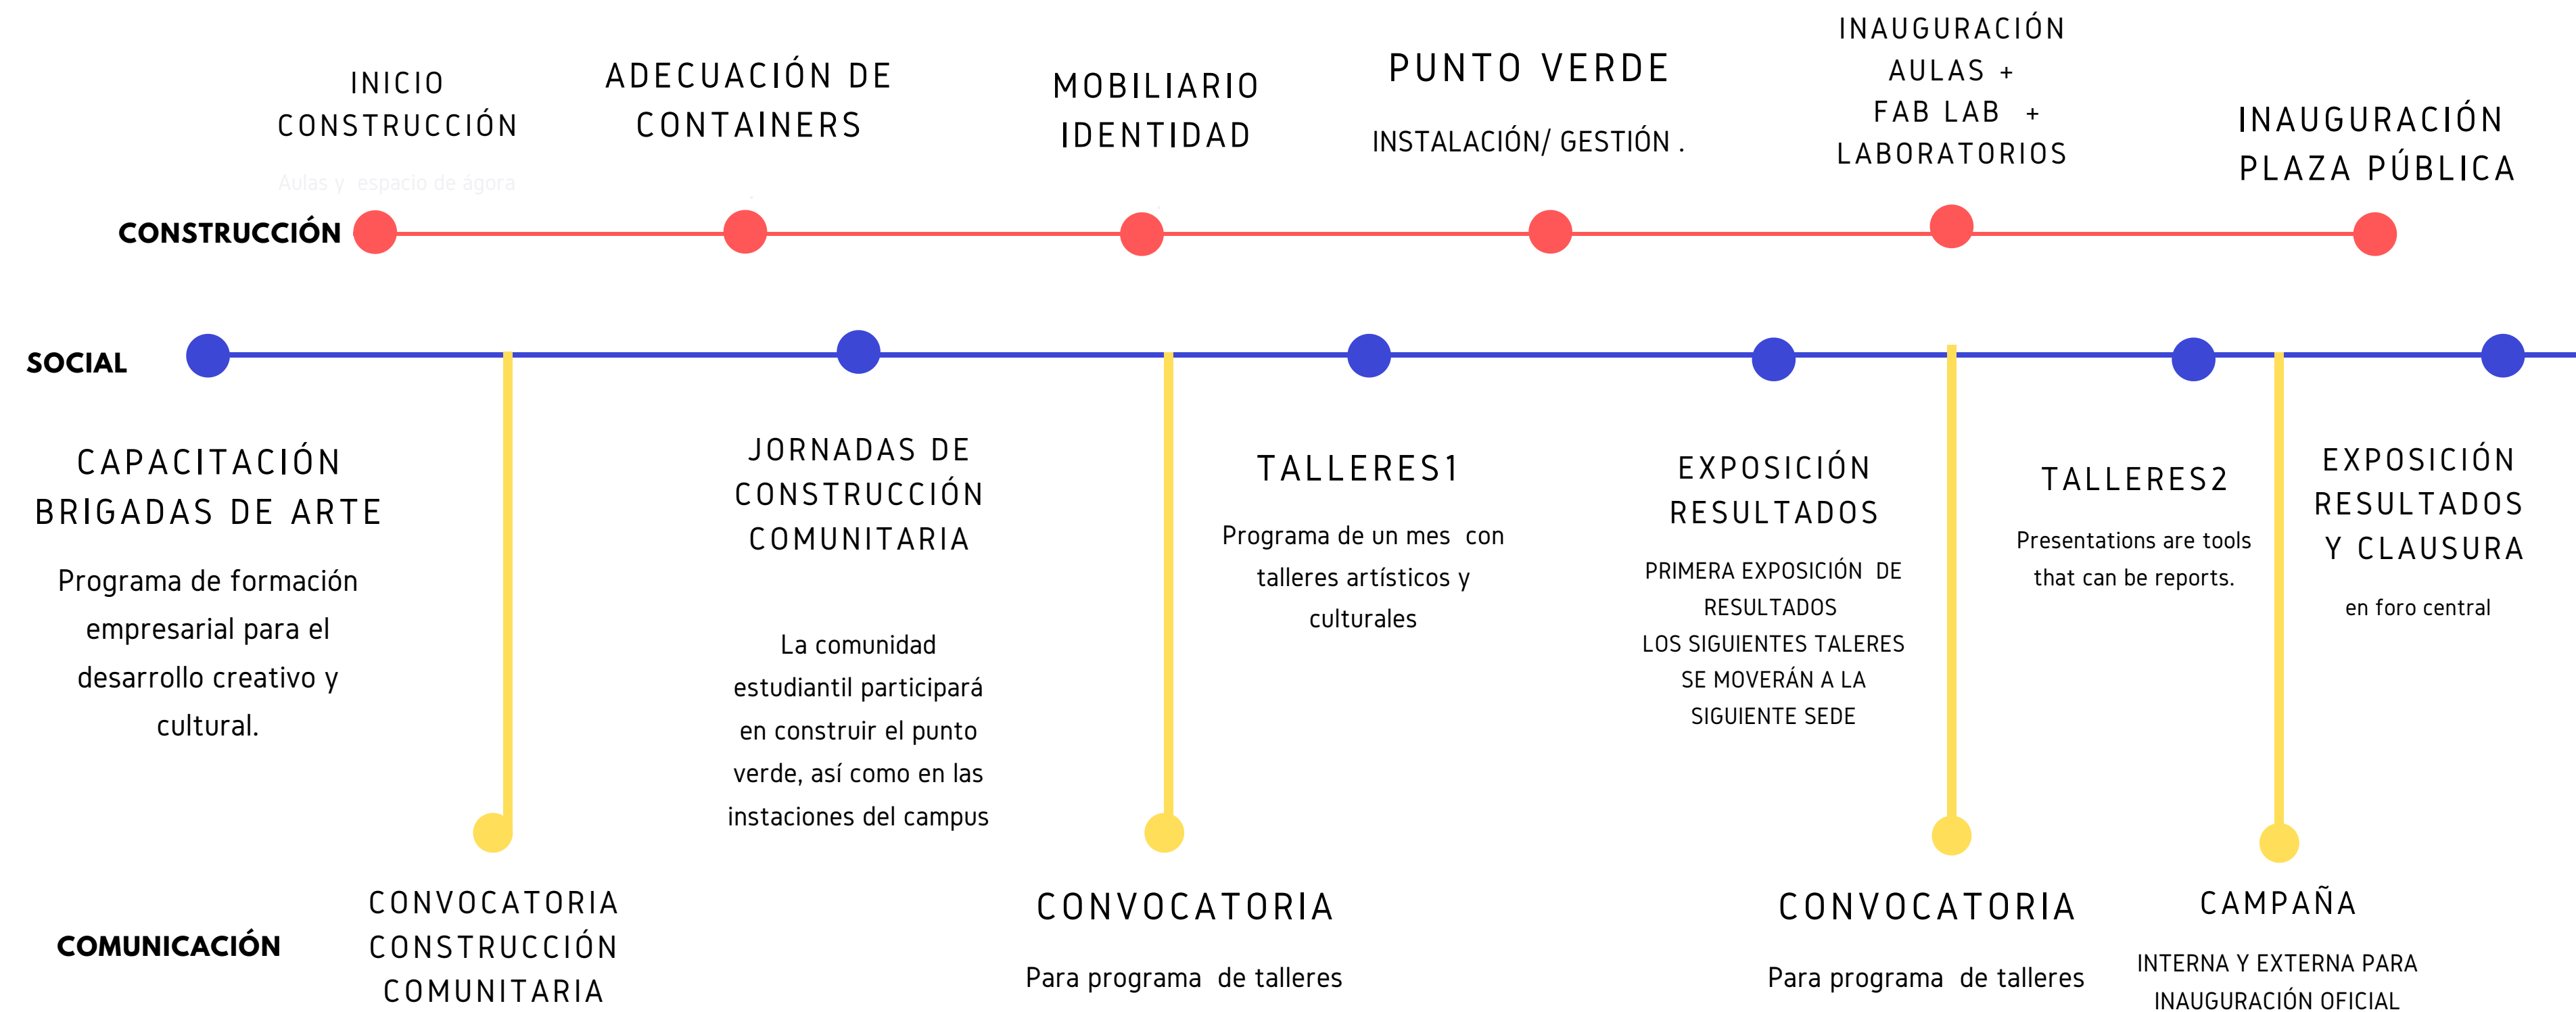 INICIO
CONSTRUCCIÓN
Aulas y espacio de ágora
ADECUACIÓN DE
CONTAINERS
MOBILIARIO
IDENTIDAD
PUNTO VERDE
INSTALACIÓN/ GESTIÓN .
INAUGURACIÓN
AULAS +
FAB LAB +
LABORATORIOS
INAUGURACIÓN
PLAZA PÚBLICA
CONSTRUCCIÓN
SOCIAL
CAPACITACIÓN
BRIGADAS DE ARTE
Programa de formación
empresarial para el
desarrollo creativo y
cultural.
JORNADAS DE
CONSTRUCCIÓN
COMUNITARIA
La comunidad
estudiantil participará
en construir el punto
verde, así como en las
instaciones del campus
TALLERES1
Programa de un mes con
talleres artísticos y
culturales
EXPOSICIÓN
RESULTADOS
PRIMERA EXPOSICIÓN DE
RESULTADOS
LOS SIGUIENTES TALERES
SE MOVERÁN A LA
SIGUIENTE SEDE
TALLERES2
Presentations are tools
that can be reports.
EXPOSICIÓN
RESULTADOS
Y CLAUSURA
en foro central
COMUNICACIÓN
CONVOCATORIA
CONSTRUCCIÓN
COMUNITARIA
CONVOCATORIA
Para programa de talleres
CONVOCATORIA
Para programa de talleres
CAMPAÑA
INTERNA Y EXTERNA PARA
INAUGURACIÓN OFICIAL